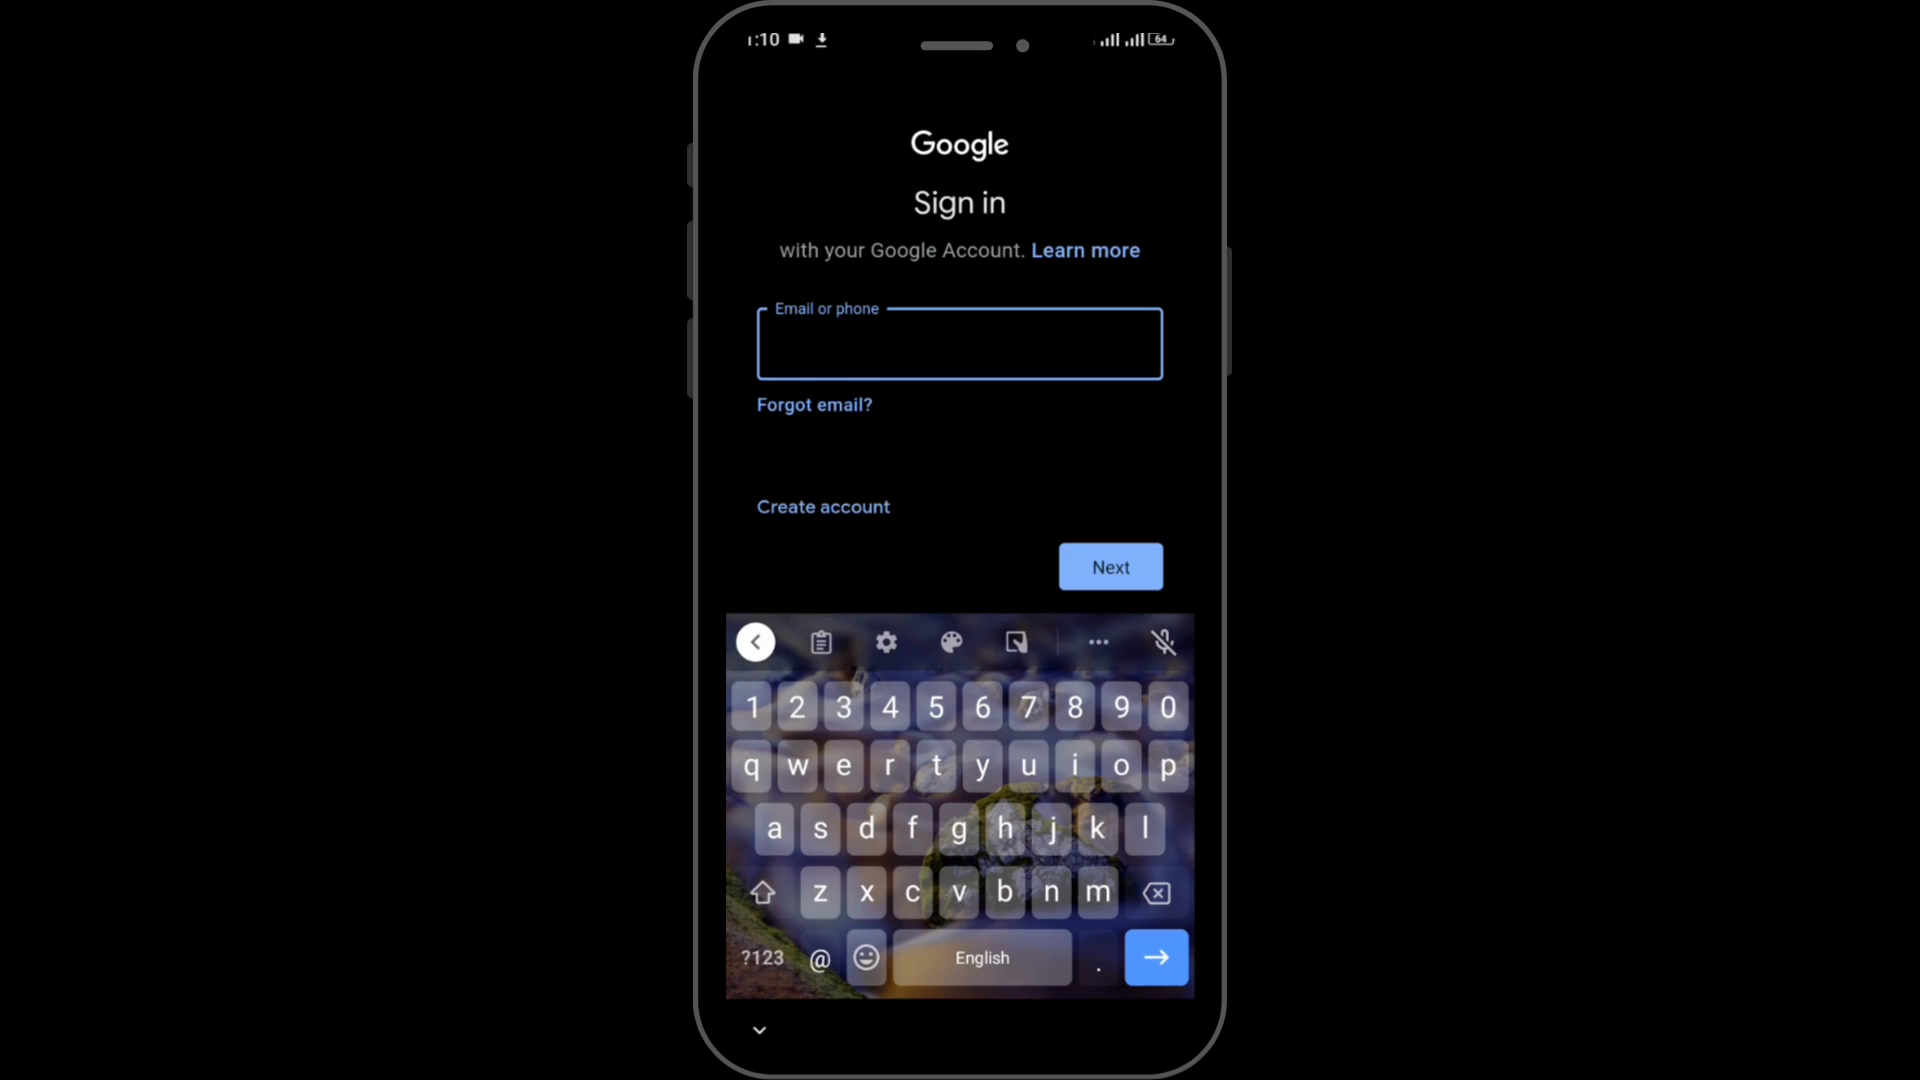 :10 64
Google
Sign in
with your Google Account. Learn more
Email or phone
Forgot email?
Create account
Next
1 2 3 4 5 6 7 8 9 0
q w e r t y u i o p
a s d f g h j k l
z x c v b n m
?123 @ English .